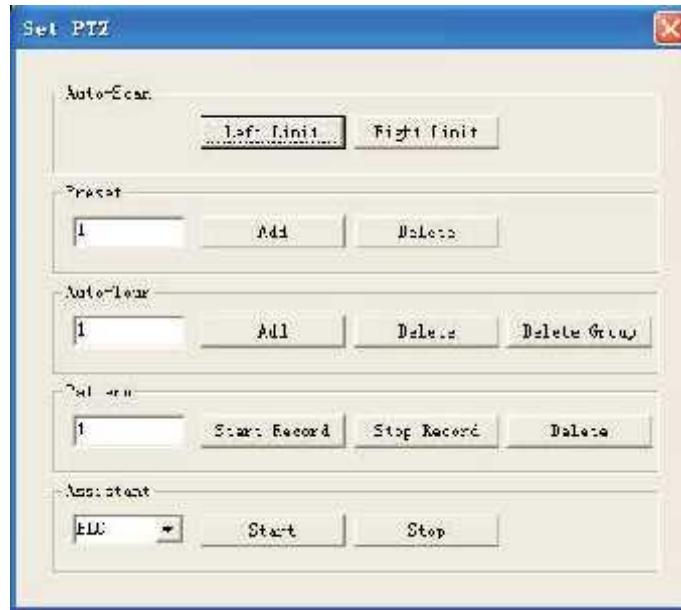 Set PTZ
Auto-Scan
Left Limit Right Limit
Preset
1 Add Delete
Auto-Tour
1 Add Delete Delete Group
Pattern
1 Start Record Stop Record Delete
Assistant
BLC Start Stop